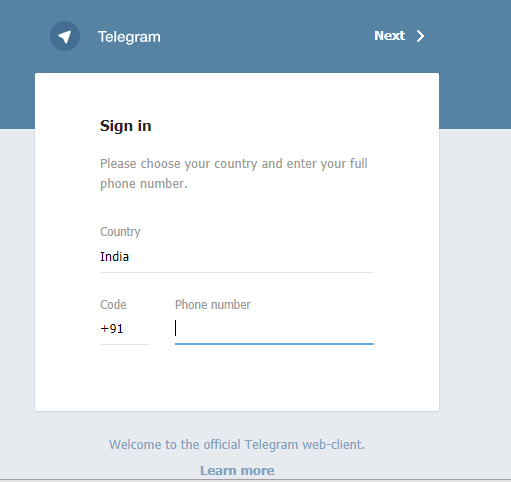 Telegram
Next
Sign in
Please choose your country and enter your full
phone number.
Country
India
Code Phone number
+91
Welcome to the official Telegram web-client.
Learn more